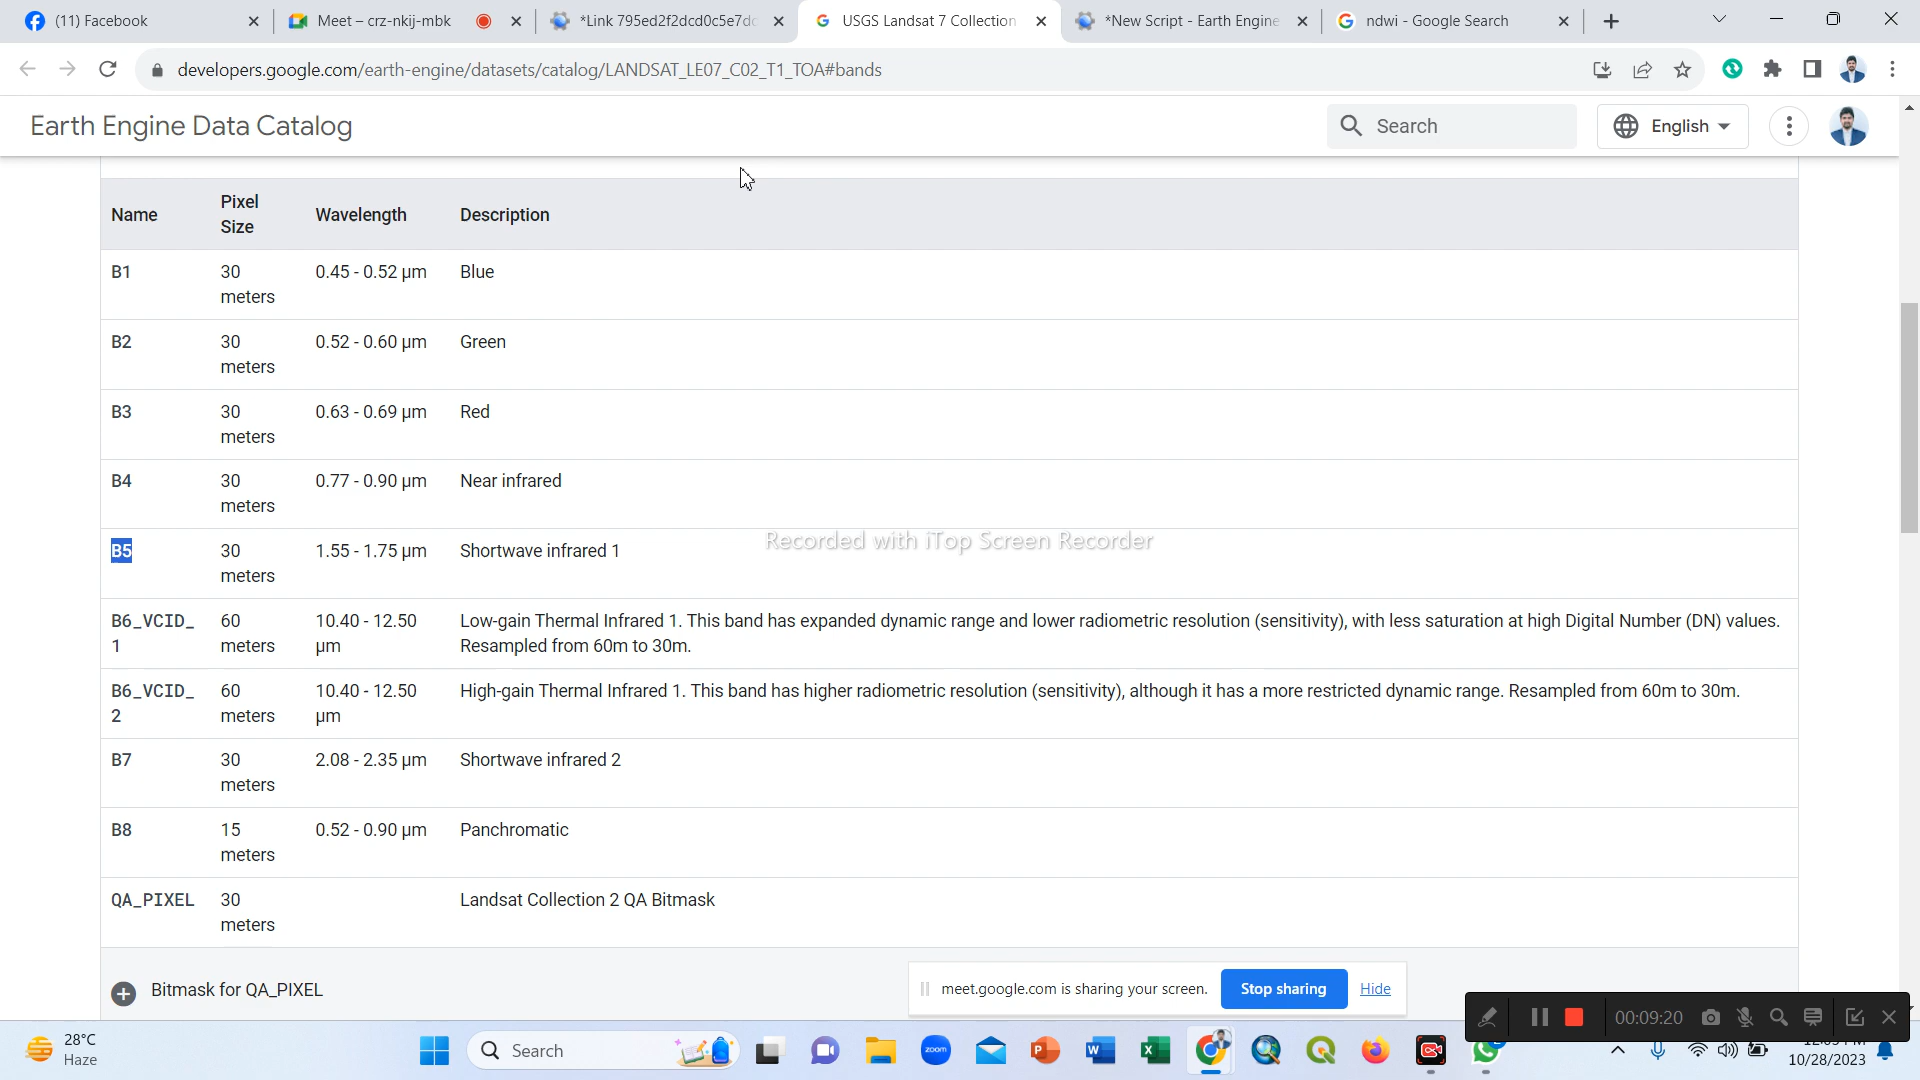 (11) Facebook
Meet – crz-nkij-mbk
*Link 795ed2f2dcd0c5e7dc
USGS Landsat 7 Collection
*New Script - Earth Engine
ndwi - Google Search
developers.google.com/earth-engine/datasets/catalog/LANDSAT_LE07_C02_T1_TOA#bands
Earth Engine Data Catalog
Search
English
Name
Pixel
Size
Wavelength
Description
B1
30
meters
0.45 - 0.52 µm
Blue
B2
30
meters
0.52 - 0.60 µm
Green
B3
30
meters
0.63 - 0.69 µm
Red
B4
30
meters
0.77 - 0.90 µm
Near infrared
B5
30
meters
1.55 - 1.75 µm
Shortwave infrared 1
Recorded with iTop Screen Recorder
B6_VCID_
1
60
meters
10.40 - 12.50
µm
Low-gain Thermal Infrared 1. This band has expanded dynamic range and lower radiometric resolution (sensitivity), with less saturation at high Digital Number (DN) values.
Resampled from 60m to 30m.
B6_VCID_
2
60
meters
10.40 - 12.50
µm
High-gain Thermal Infrared 1. This band has higher radiometric resolution (sensitivity), although it has a more restricted dynamic range. Resampled from 60m to 30m.
B7
30
meters
2.08 - 2.35 µm
Shortwave infrared 2
B8
15
meters
0.52 - 0.90 µm
Panchromatic
QA_PIXEL
30
meters
Landsat Collection 2 QA Bitmask
Bitmask for QA_PIXEL
meet.google.com is sharing your screen.
Stop sharing
Hide
00:09:20
28°C
Haze
Search
zoom
10/28/2023